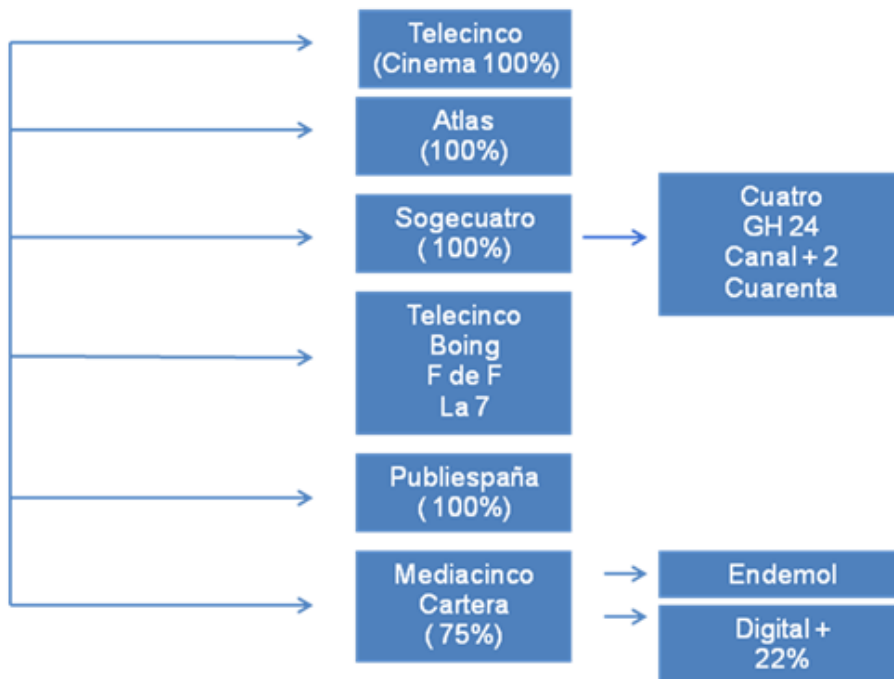 Telecinco
(Cinema 100%)
Atlas
(100%)
Sogecuatro
( 100%)
Cuatro
GH 24
Canal + 2
Cuarenta
Telecinco
Boing
F de F
La 7
Publiespaña
( 100%)
Mediacinco
Cartera
( 75%)
Endemol
Digital +
22%